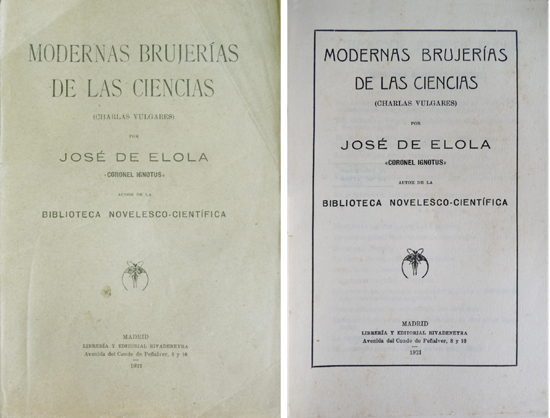 MODERNAS BRUJERÍAS
DE LAS CIENCIAS
(CHARLAS VULGARES)
POR
JOSÉ DE ELOLA
«CORONEL IGNOTUS»
AUTOR DE LA
BIBLIOTECA NOVELESCO-CIENTÍFICA
MADRID
LIBRERÍA Y EDITORIAL RIVADENEYRA
Avenida del Conde de Peñalver, 8 y 10
1921
MODERNAS BRUJERÍAS
DE LAS CIENCIAS
(CHARLAS VULGARES)
POR
JOSÉ DE ELOLA
«CORONEL IGNOTUS»
AUTOR DE LA
BIBLIOTECA NOVELESCO-CIENTÍFICA
MADRID
LIBRERÍA Y EDITORIAL RIVADENEYRA
Avenida del Conde de Peñalver, 8 y 10
1921